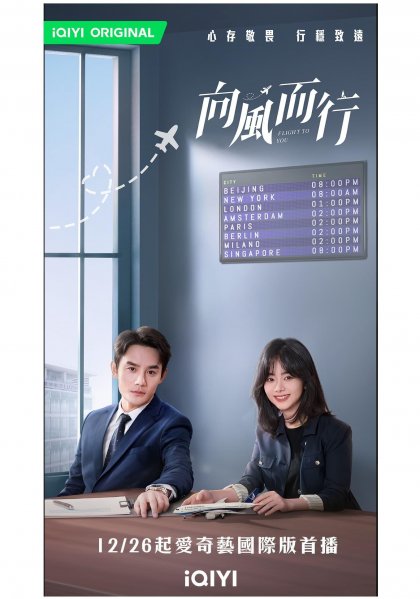 iQIYI ORIGINAL
心存敬畏 行穩致遠
向風而行
FLIGHT TO
YOU
CITY TIME
BEIJING 08:00PM
NEW YORK 08:00AM
LONDON 01:00PM
AMSTERDAM 02:00PM
PARIS 02:00PM
BERLIN 02:00PM
MILANO 02:00PM
SINGAPORE 08:00PM
12/26起愛奇藝國際版首播
iQIYI